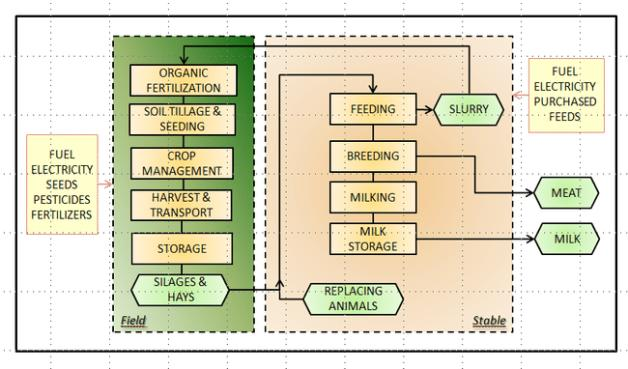 FUEL
ELECTRICITY
SEEDS
PESTICIDES
FERTILIZERS
ORGANIC
FERTILIZATION
SOIL TILLAGE &
SEEDING
CROP
MANAGEMENT
HARVEST &
TRANSPORT
STORAGE
SILAGES &
HAYS
Field
FEEDING
SLURRY
BREEDING
MILKING
MILK
STORAGE
REPLACING
ANIMALS
Stable
FUEL
ELECTRICITY
PURCHASED
FEEDS
MEAT
MILK